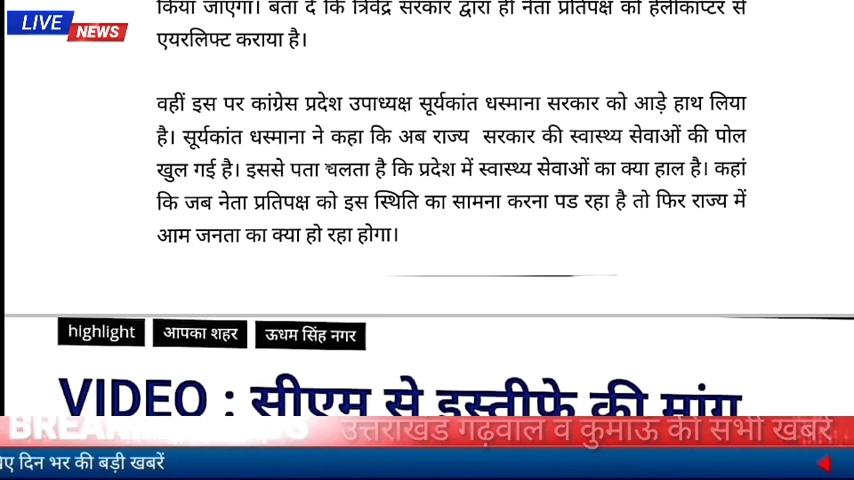 किया जाएगा। बता दें कि त्रिवेंद्र सरकार द्वारा ही नेता प्रतिपक्ष को हेलीकाप्टर से
LIVE NEWS
एयरलिफ्ट कराया है।
वहीं इस पर कांग्रेस प्रदेश उपाध्यक्ष सूर्यकांत धस्माना सरकार को आड़े हाथ लिया
है। सूर्यकांत धस्माना ने कहा कि अब राज्य सरकार की स्वास्थ्य सेवाओं की पोल
खुल गई है। इससे पता चलता है कि प्रदेश में स्वास्थ्य सेवाओं का क्या हाल है। कहां
कि जब नेता प्रतिपक्ष को इस स्थिति का सामना करना पड रहा है तो फिर राज्य में
आम जनता का क्या हो रहा होगा।
highlight आपका शहर ऊधम सिंह नगर
VIDEO : सीएम से इस्तीफे की मांग
उत्तराखंड गढ़वाल व कुमाऊ की सभी खबरें
दिन भर की बड़ी खबरें